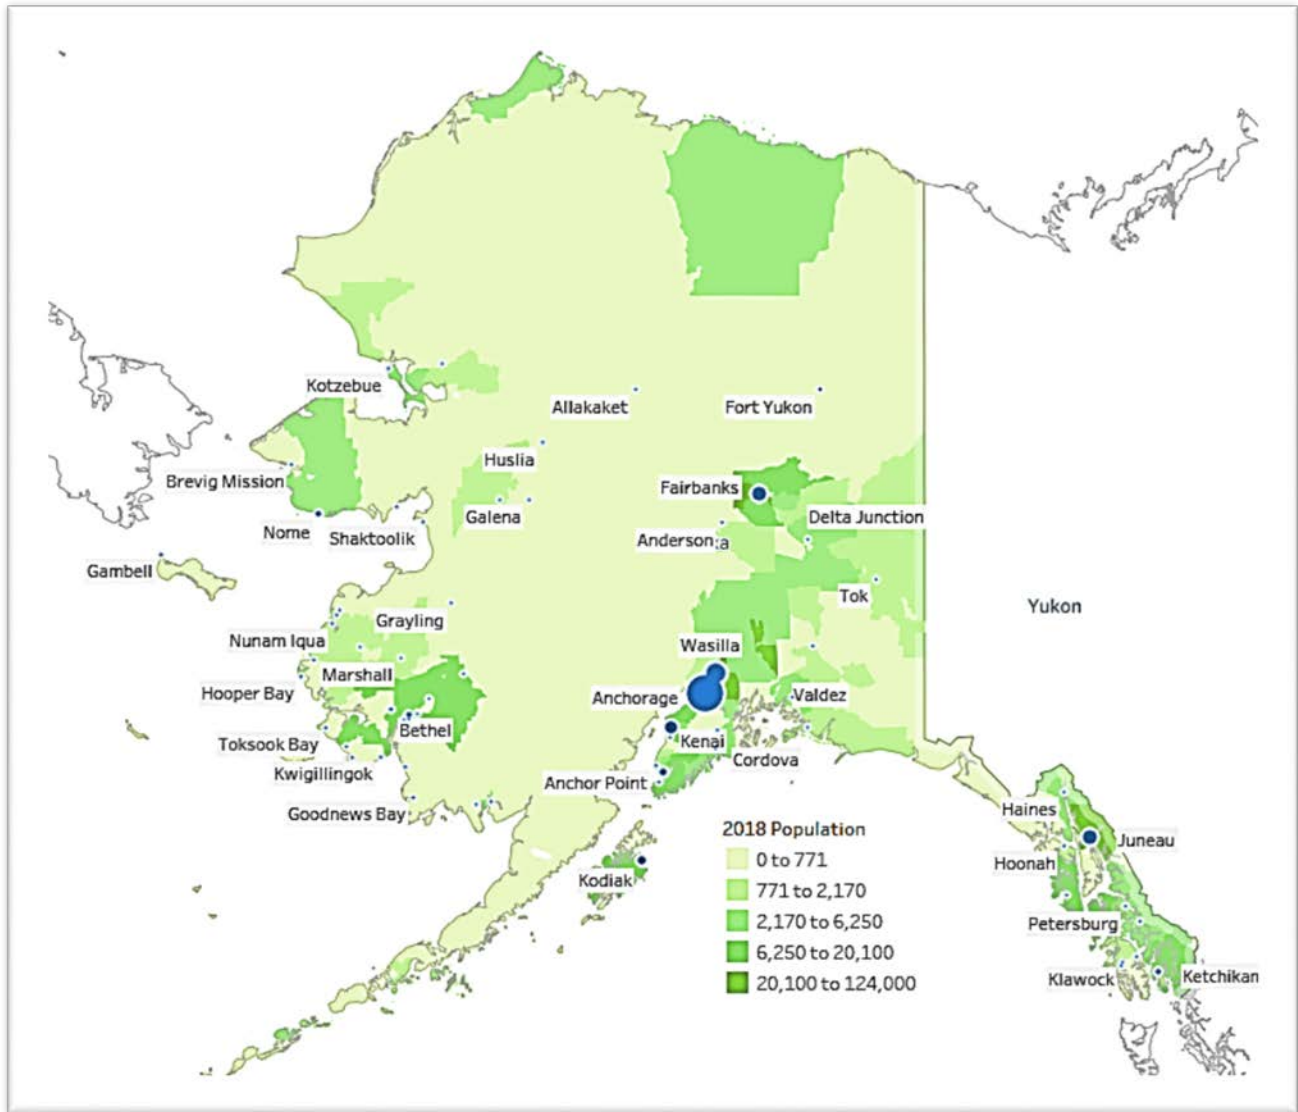 Kotzebue
Allakaket
Fort Yukon
Huslia
Brevig Mission
Fairbanks
Galena
Delta Junction
Nome
Shaktoolik
Anderson
Gambell
Tok
Yukon
Grayling
Nunam Iqua
Wasilla
Marshall
Hooper Bay
Anchorage
Valdez
Bethel
Toksook Bay
Kenai
Cordova
Kwigillingok
Anchor Point
Goodnews Bay
Haines
2018 Population
Juneau
0 to 771
Hoonah
Kodiak
771 to 2,170
2,170 to 6,250
Petersburg
6,250 to 20,100
Klawock
Ketchikan
20,100 to 124,000